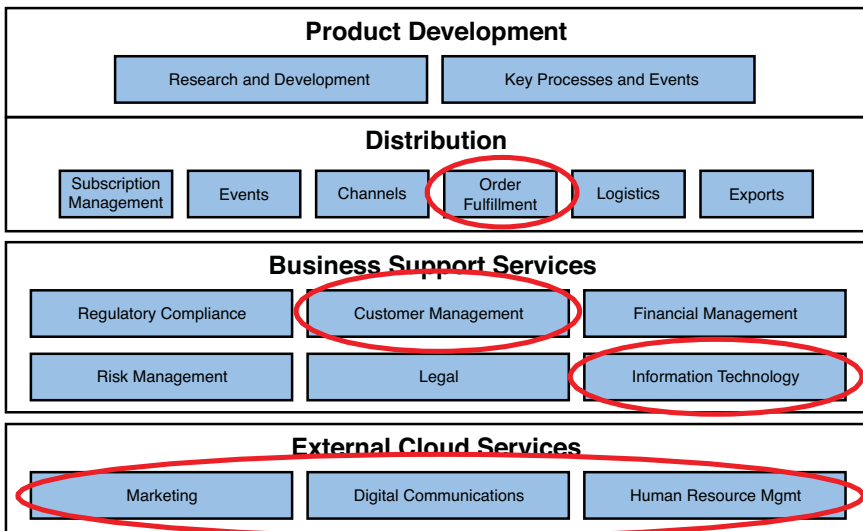 Product Development
Research and Development
Key Processes and Events
Distribution
Subscription
Management
Events
Channels
Order
Fulfillment
Logistics
Exports
Business Support Services
Regulatory Compliance
Customer Management
Financial Management
Risk Management
Legal
Information Technology
External Cloud Services
Marketing
Digital Communications
Human Resource Mgmt